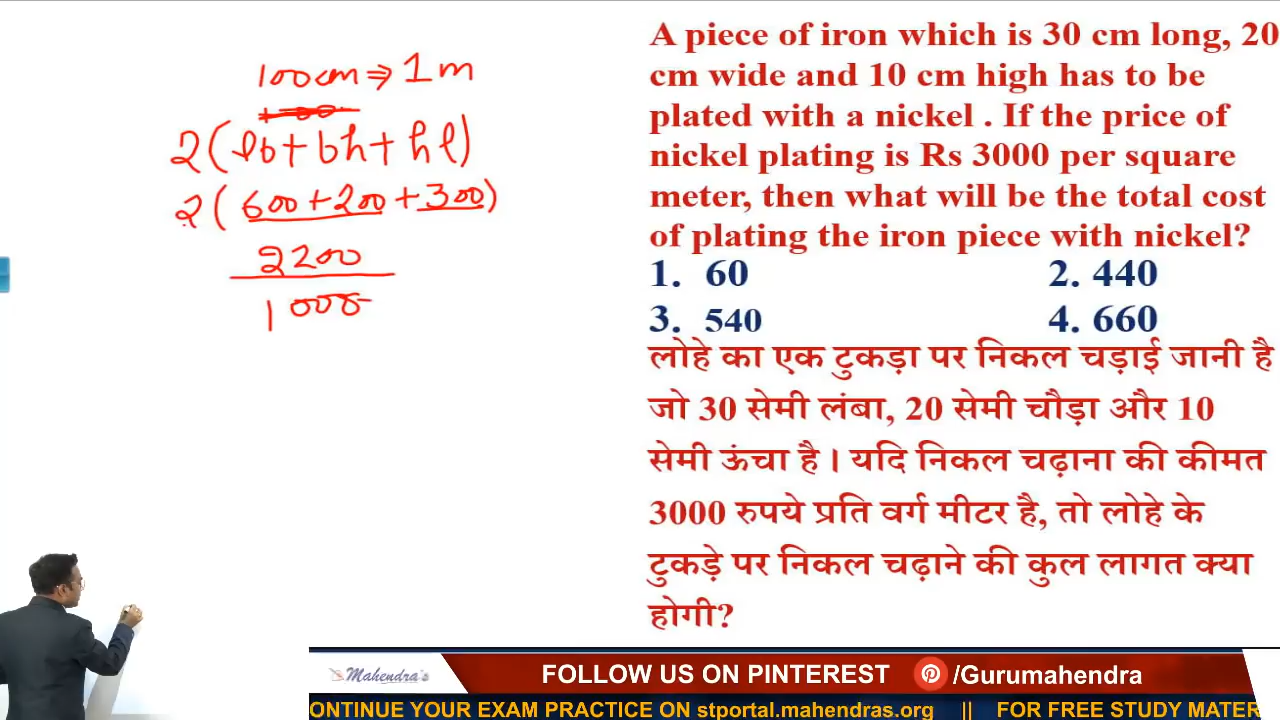 100cm ⇒ 1m
2(lb+bh+hl)
2(600+200+300)
2200
1000
A piece of iron which is 30 cm long, 20
cm wide and 10 cm high has to be
plated with a nickel . If the price of
nickel plating is Rs 3000 per square
meter, then what will be the total cost
of plating the iron piece with nickel?
1. 60 2. 440
3. 540 4. 660
लोहे का एक टुकड़ा पर निकल चड़ाई जानी है
जो 30 सेमी लंबा, 20 सेमी चौड़ा और 10
सेमी ऊंचा है । यदि निकल चढ़ाना की कीमत
3000 रुपये प्रति वर्ग मीटर है, तो लोहे के
टुकड़े पर निकल चढ़ाने की कुल लागत क्या
होगी?
Mahendra's FOLLOW US ON PINTEREST /Gurumahendra
ONTINUE YOUR EXAM PRACTICE ON stportal.mahendras.org || FOR FREE STUDY MATER